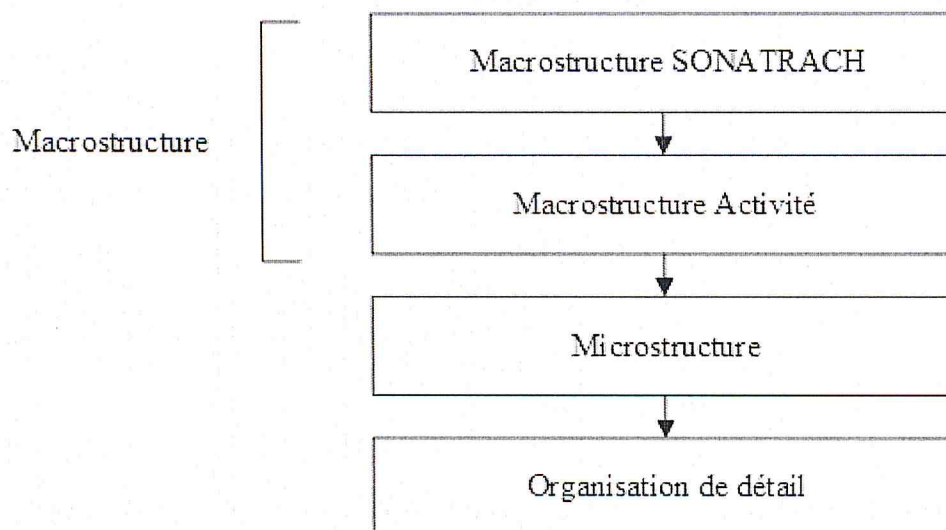 Macrostructure SONATRACH
Macrostructure
Macrostructure Activité
Microstructure
Organisation de détail